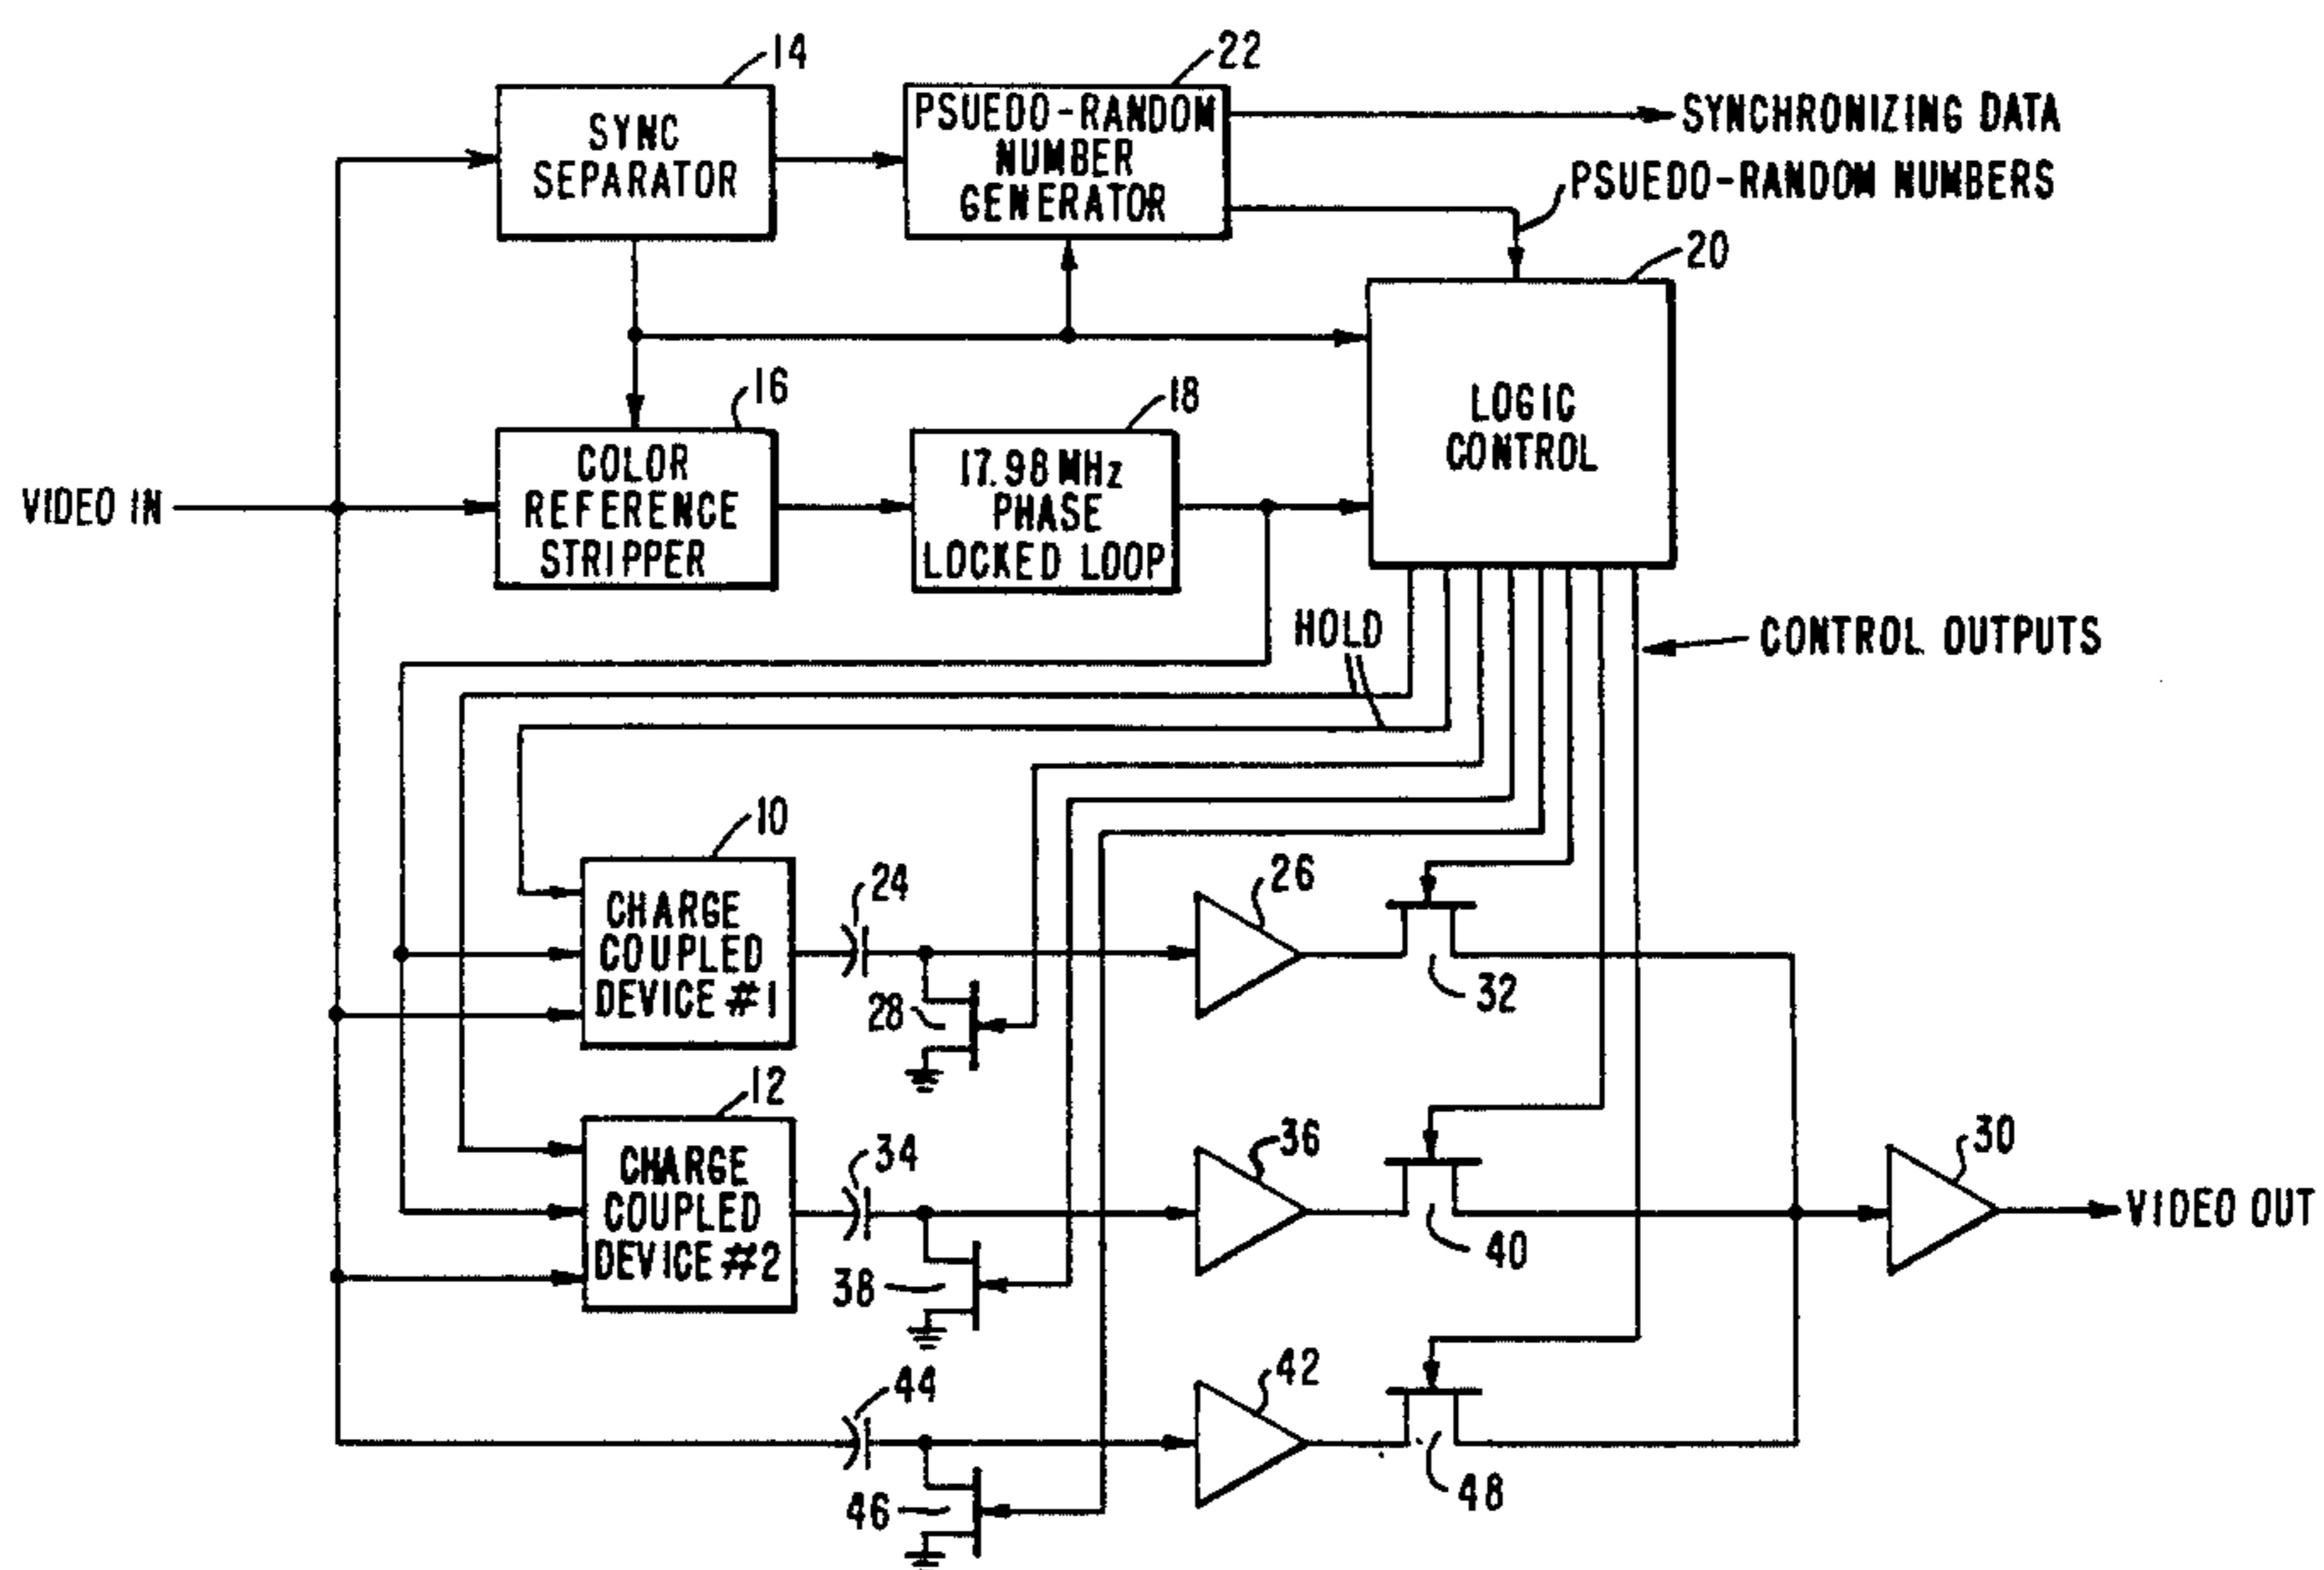 14
22
SYNC
SEPARATOR
PSUEDO-RANDOM
NUMBER
GENERATOR
SYNCHRONIZING DATA
PSUEDO-RANDOM NUMBERS
20
16
18
LOGIC
CONTROL
VIDEO IN
COLOR
REFERENCE
STRIPPER
17.98 MHz
PHASE
LOCKED LOOP
HOLD
CONTROL OUTPUTS
10
24
26
CHARGE
COUPLED
DEVICE #1
28
32
12
34
36
30
CHARGE
COUPLED
DEVICE #2
38
40
VIDEO OUT
44
42
46
48